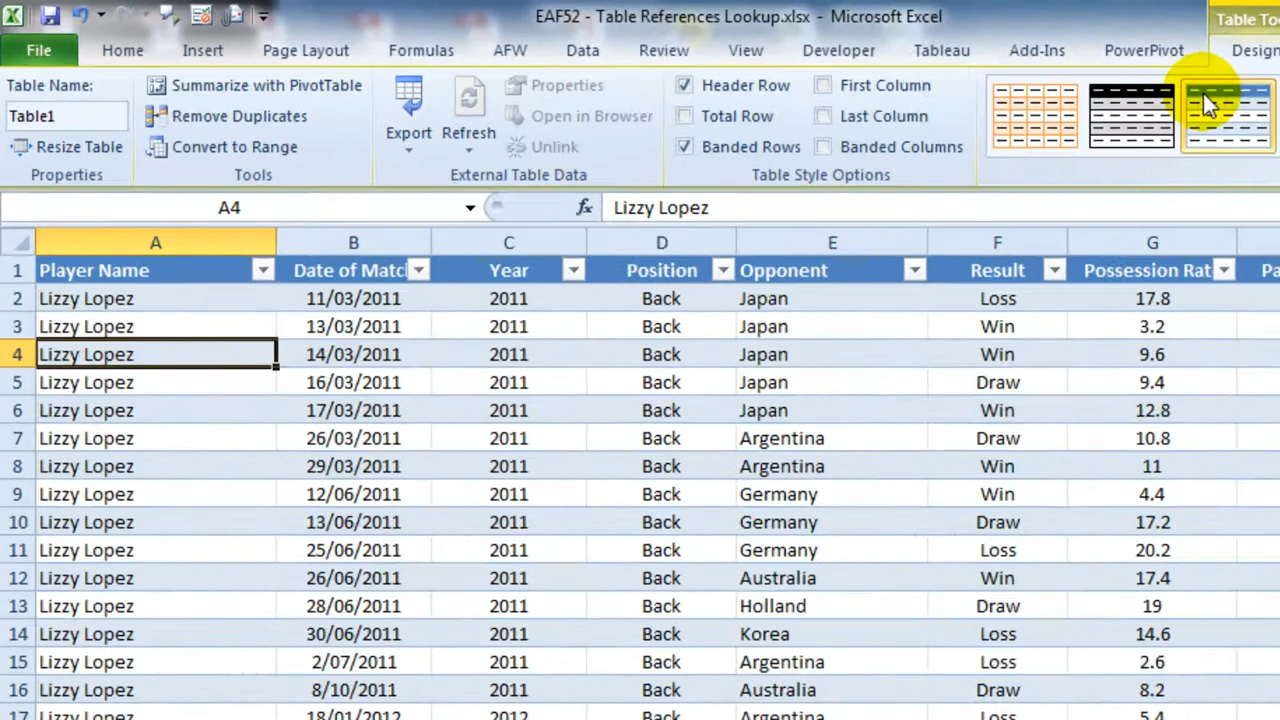 EAF52 - Table References Lookup.xlsx - Microsoft Excel
Table To
File Home Insert Page Layout Formulas AFW Data Review View Developer Tableau Add-Ins PowerPivot Design
Table Name:
Table1
Resize Table
Properties
Summarize with PivotTable
Remove Duplicates
Convert to Range
Tools
Export
Refresh
Properties
Open in Browser
Unlink
External Table Data
Header Row
Total Row
Banded Rows
First Column
Last Column
Banded Columns
Table Style Options
A4 fx Lizzy Lopez
A B C D E F G
1 Player Name Date of Matc Year Position Opponent Result Possession Rat Pa
2 Lizzy Lopez 11/03/2011 2011 Back Japan Loss 17.8
3 Lizzy Lopez 13/03/2011 2011 Back Japan Win 3.2
4 Lizzy Lopez 14/03/2011 2011 Back Japan Win 9.6
5 Lizzy Lopez 16/03/2011 2011 Back Japan Draw 9.4
6 Lizzy Lopez 17/03/2011 2011 Back Japan Win 12.8
7 Lizzy Lopez 26/03/2011 2011 Back Argentina Draw 10.8
8 Lizzy Lopez 29/03/2011 2011 Back Argentina Win 11
9 Lizzy Lopez 12/06/2011 2011 Back Germany Win 4.4
10 Lizzy Lopez 13/06/2011 2011 Back Germany Draw 17.2
11 Lizzy Lopez 25/06/2011 2011 Back Germany Loss 20.2
12 Lizzy Lopez 26/06/2011 2011 Back Australia Win 17.4
13 Lizzy Lopez 28/06/2011 2011 Back Holland Draw 19
14 Lizzy Lopez 30/06/2011 2011 Back Korea Loss 14.6
15 Lizzy Lopez 2/07/2011 2011 Back Argentina Loss 2.6
16 Lizzy Lopez 8/10/2011 2011 Back Australia Draw 8.2
17 Lizzy Lopez 18/01/2012 2012 Back Argentina Loss 5.4